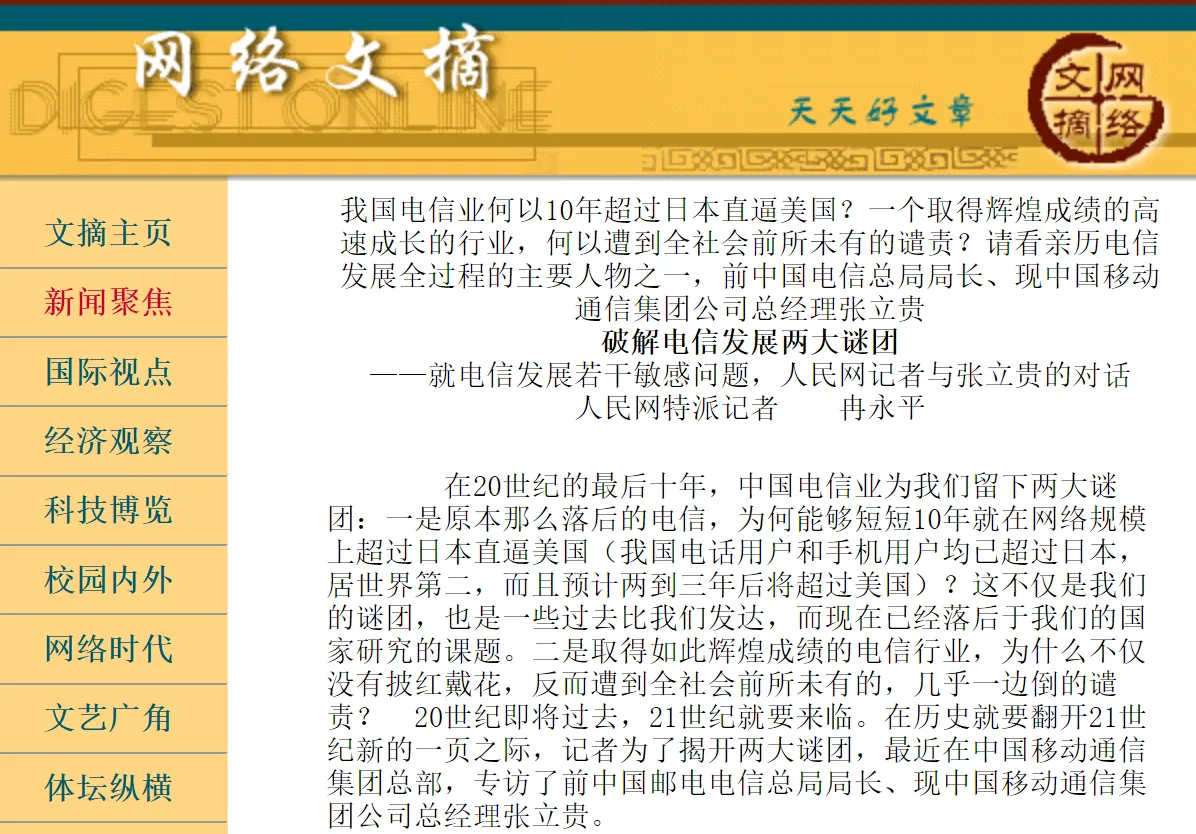 网络文摘
DIGEST ONLINE
天天好文章
文网
摘络
文摘主页
新闻聚焦
国际视点
经济观察
科技博览
校园内外
网络时代
文艺广角
体坛纵横
我国电信业何以10年超过日本直逼美国？一个取得辉煌成绩的高
速成长的行业，何以遭到全社会前所未有的谴责？请看亲历电信
发展全过程的主要人物之一，前中国电信总局局长、现中国移动
通信集团公司总经理张立贵
破解电信发展两大谜团
——就电信发展若干敏感问题，人民网记者与张立贵的对话
人民网特派记者　　冉永平
在20世纪的最后十年，中国电信业为我们留下两大谜
团：一是原本那么落后的电信，为何能够短短10年就在网络规模
上超过日本直逼美国（我国电话用户和手机用户均已超过日本，
居世界第二，而且预计两到三年后将超过美国）？这不仅是我们
的谜团，也是一些过去比我们发达，而现在己经落后于我们的国
家研究的课题。二是取得如此辉煌成绩的电信行业，为什么不仅
没有披红戴花，反而遭到全社会前所未有的，几乎一边倒的谴
责？　20世纪即将过去，21世纪就要来临。在历史就要翻开21世
纪新的一页之际，记者为了揭开两大谜团，最近在中国移动通信
集团总部，专访了前中国邮电电信总局局长、现中国移动通信集
团公司总经理张立贵。